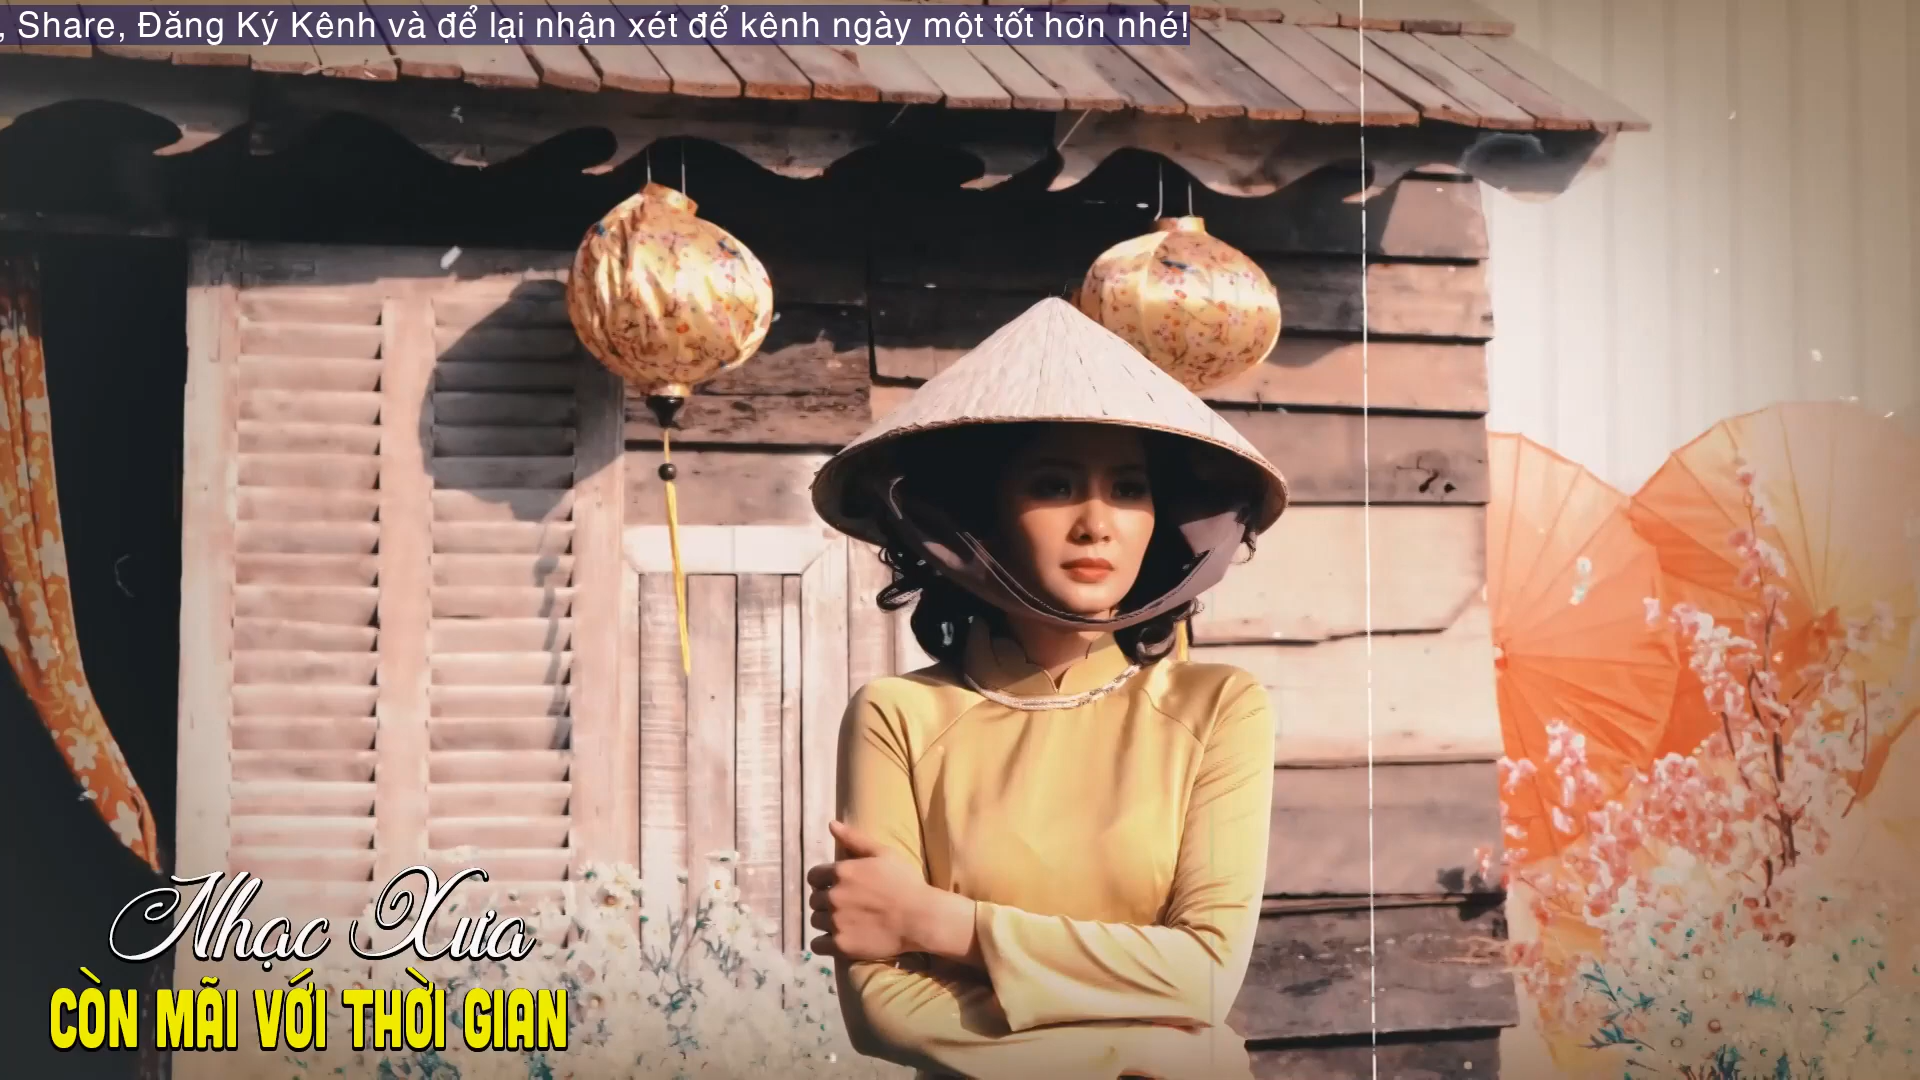 , Share, Đăng Ký Kênh và để lại nhận xét để kênh ngày một tốt hơn nhé!
Nhạc Xưa
CÒN MÃI VỚI THỜI GIAN